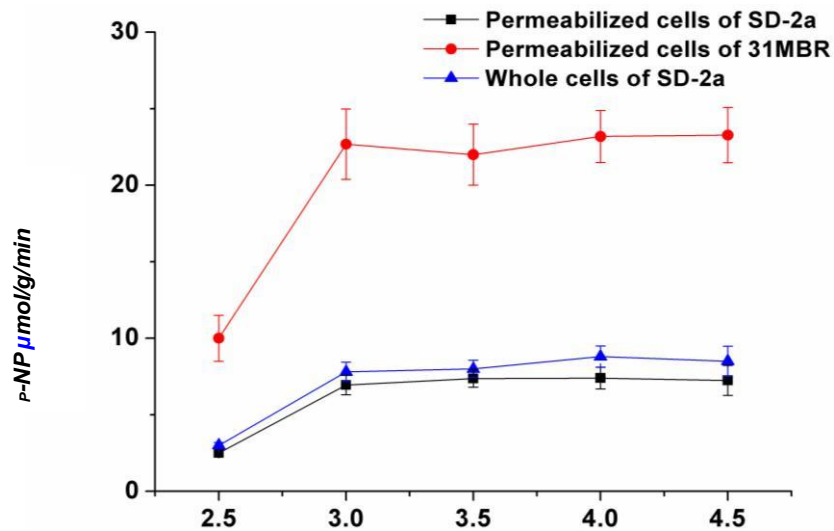 Permeabilized cells of SD-2a
Permeabilized cells of 31MBR
Whole cells of SD-2a
30
20
10
0
P-NP μmol/g/min
2.5 3.0 3.5 4.0 4.5